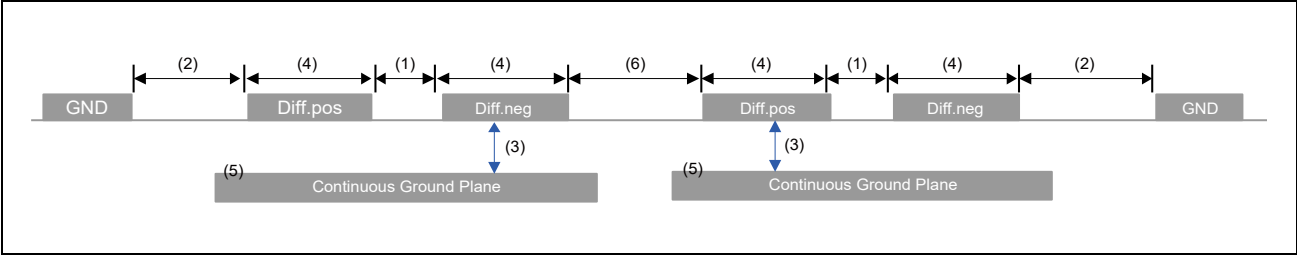 (2) (4) (1) (4) (6) (4) (1) (4) (2)
GND Diff.pos Diff.neg Diff.pos Diff.neg GND
(3) (3)
(5) (5)
Continuous Ground Plane Continuous Ground Plane